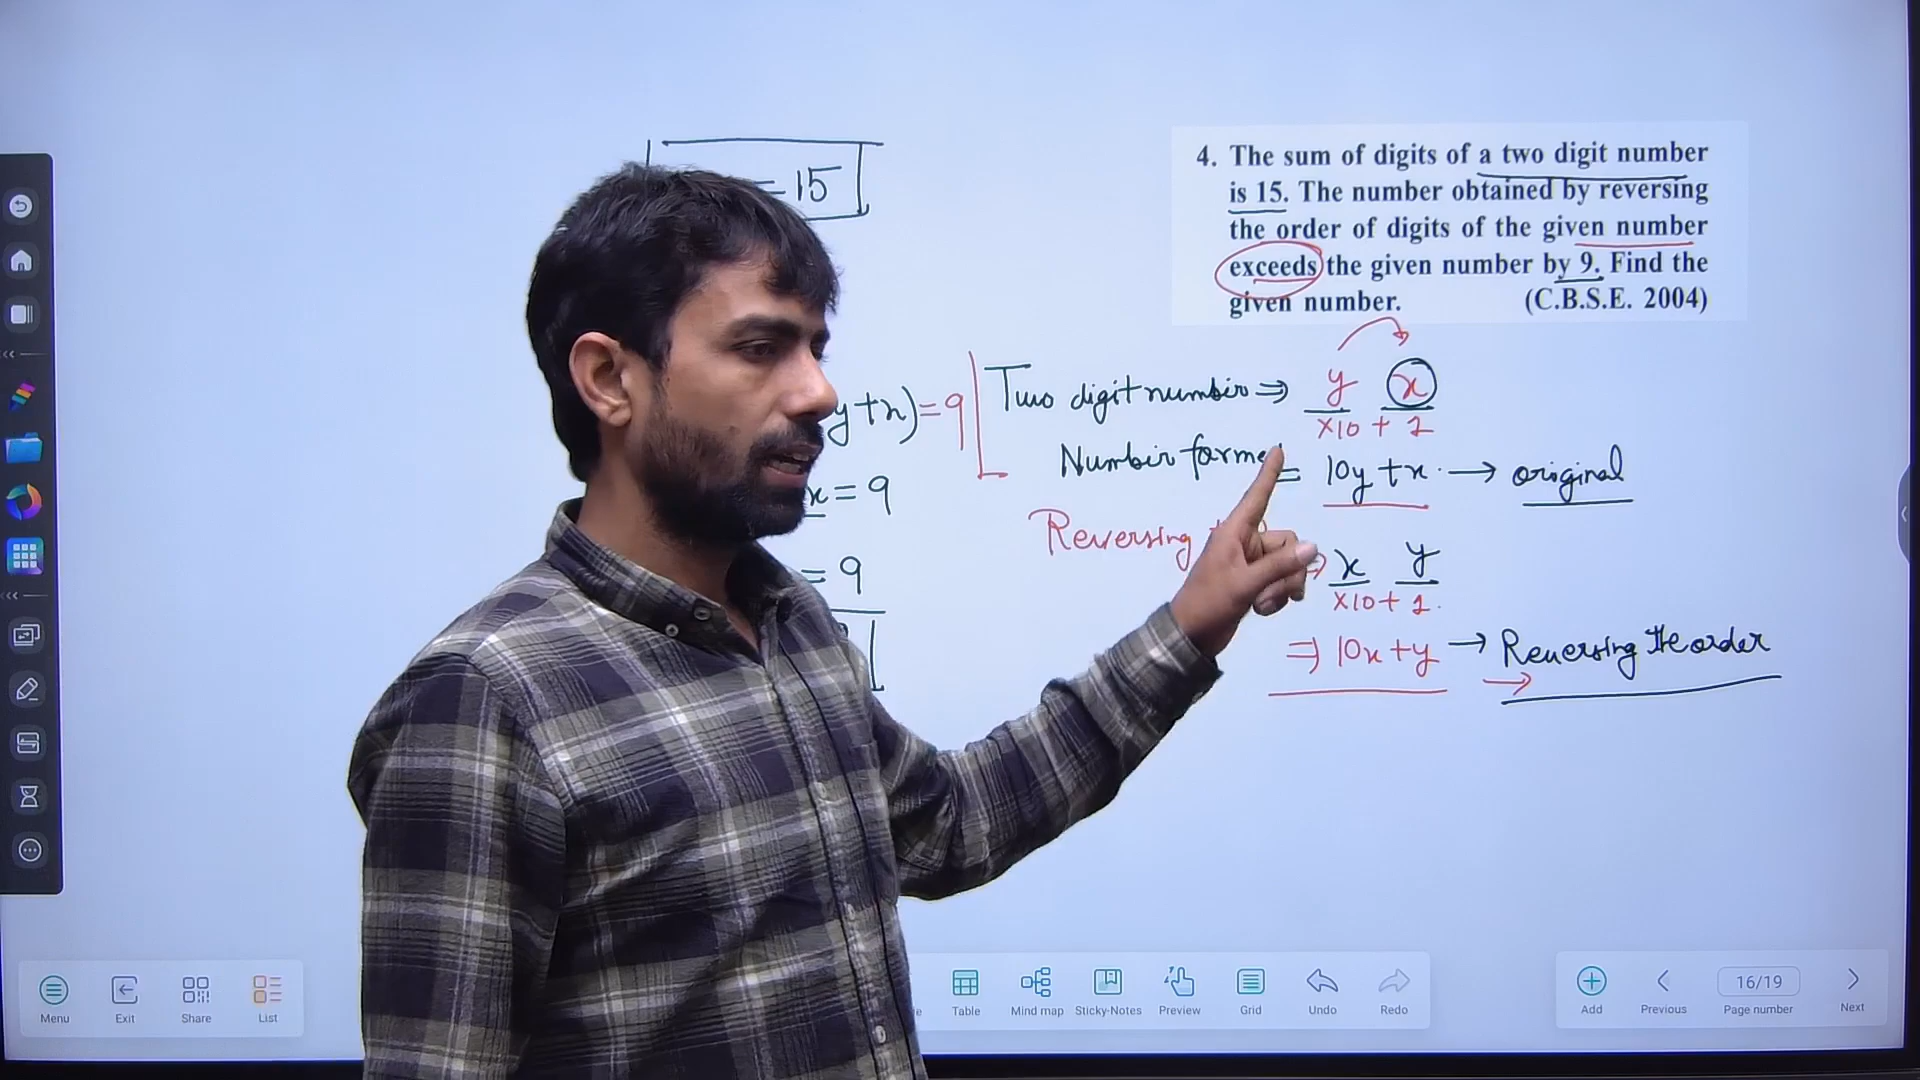 = 15
4. The sum of digits of a two digit number
is 15. The number obtained by reversing
the order of digits of the given number
exceeds the given number by 9. Find the
given number. (C.B.S.E. 2004)
y+x) = 9
x = 9
= 9
Two digit number ⇒ y x
×10 + 1
Number forme = 10y + x. → original
Reversing ⇒ x y
×10 + 1.
⇒ 10x + y → Reversing the order
→
Menu Exit Share List Table Mind map Sticky-Notes Preview Grid Undo Redo Add Previous 16/19 Page number Next